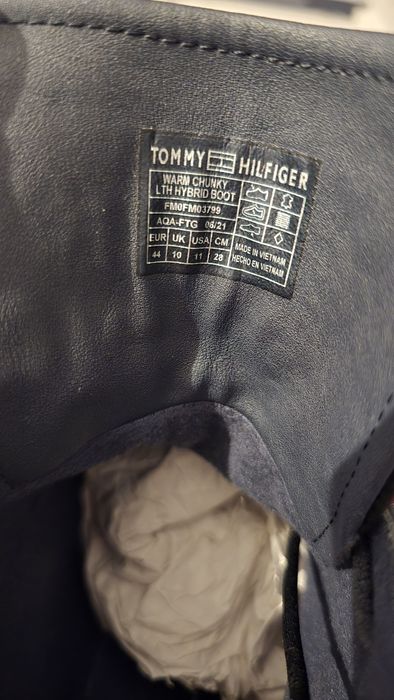 TOMMY HILFIGER
WARM CHUNKY
LTH HYBRID BOOT
FM0FM03799
AQA-FTG 06/21
EUR UK USA CM
44 10 11 28
MADE IN VIETNAM
HECHO EN VIETNAM